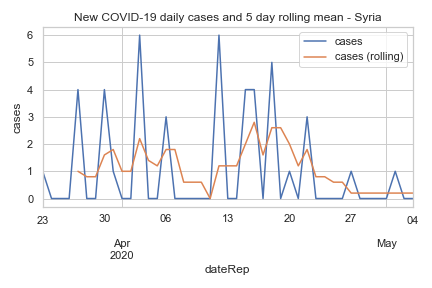 New COVID-19 daily cases and 5 day rolling mean - Syria
cases
cases (rolling)
6
5
4
3
2
1
0
cases
23
30
06
13
20
27
04
Apr
2020
May
dateRep